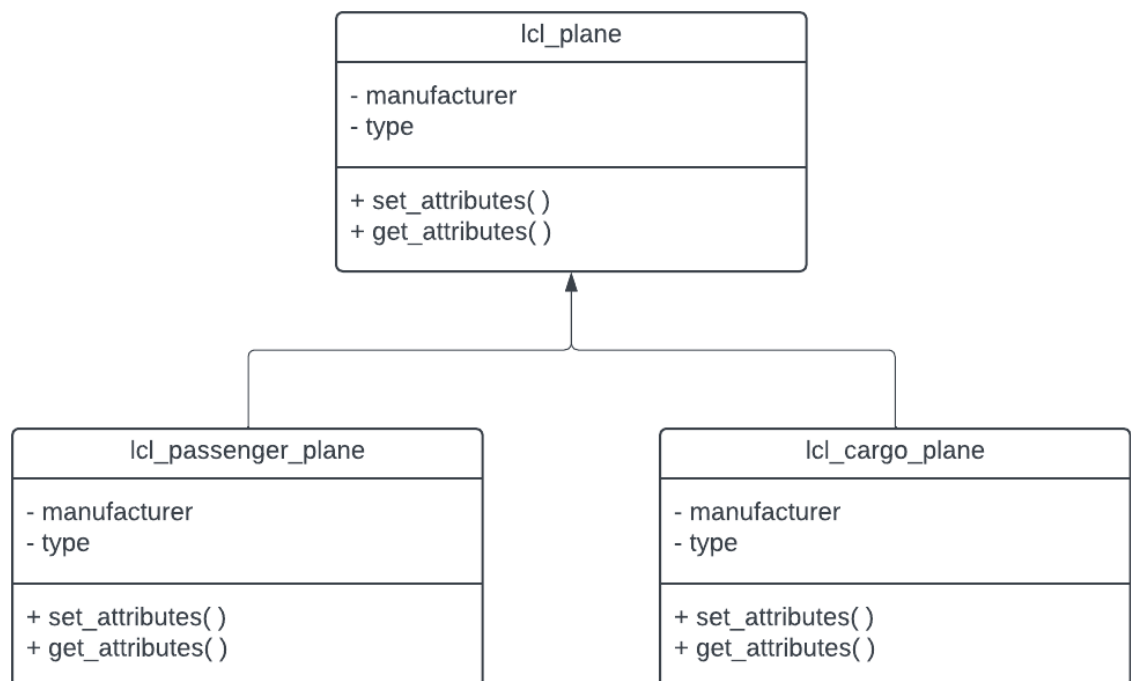 lcl_plane
- manufacturer
- type
+ set_attributes( )
+ get_attributes( )
lcl_passenger_plane
- manufacturer
- type
+ set_attributes( )
+ get_attributes( )
lcl_cargo_plane
- manufacturer
- type
+ set_attributes( )
+ get_attributes( )